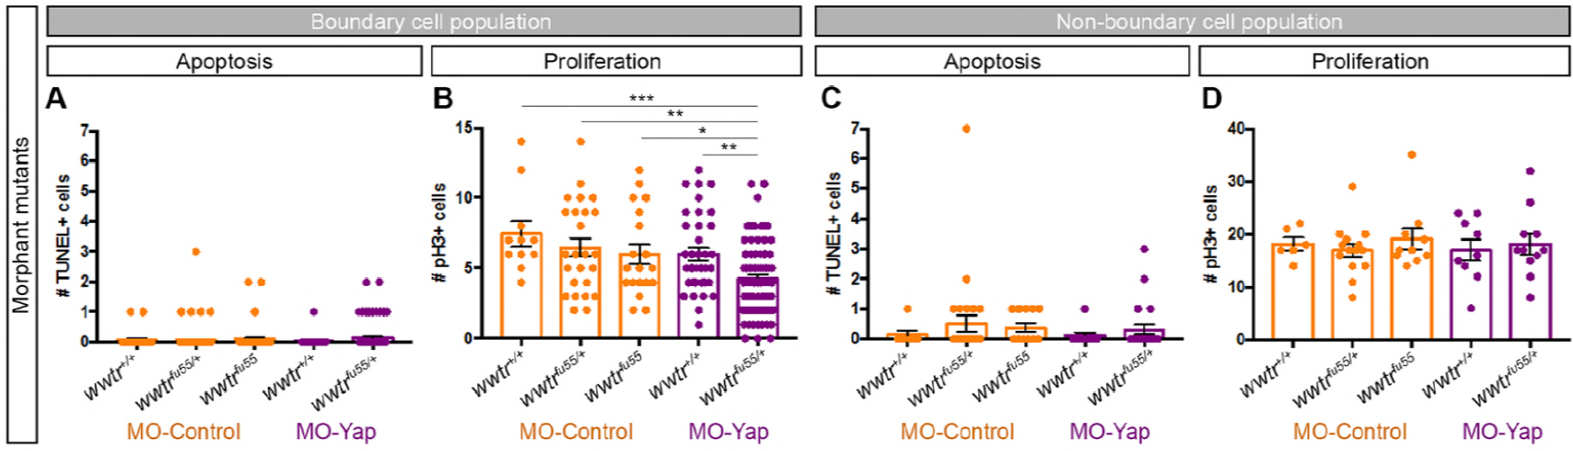 Boundary cell population
Non-boundary cell population
Apoptosis
Proliferation
Apoptosis
Proliferation
Morphant mutants
A
# TUNEL+ cells
7
6
5
4
3
2
1
0
wwtr+/+
wwtrfu55/+
wwtrfu55
wwtr+/+
wwtrfu55/+
MO-Control
MO-Yap
B
# pH3+ cells
15
10
5
0
***
**
*
**
wwtr+/+
wwtrfu55/+
wwtrfu55
wwtr+/+
wwtrfu55/+
MO-Control
MO-Yap
C
# TUNEL+ cells
7
6
5
4
3
2
1
0
wwtr+/+
wwtrfu55/+
wwtrfu55
wwtr+/+
wwtrfu55/+
MO-Control
MO-Yap
D
# pH3+ cells
40
30
20
10
0
wwtr+/+
wwtrfu55/+
wwtrfu55
wwtr+/+
wwtrfu55/+
MO-Control
MO-Yap